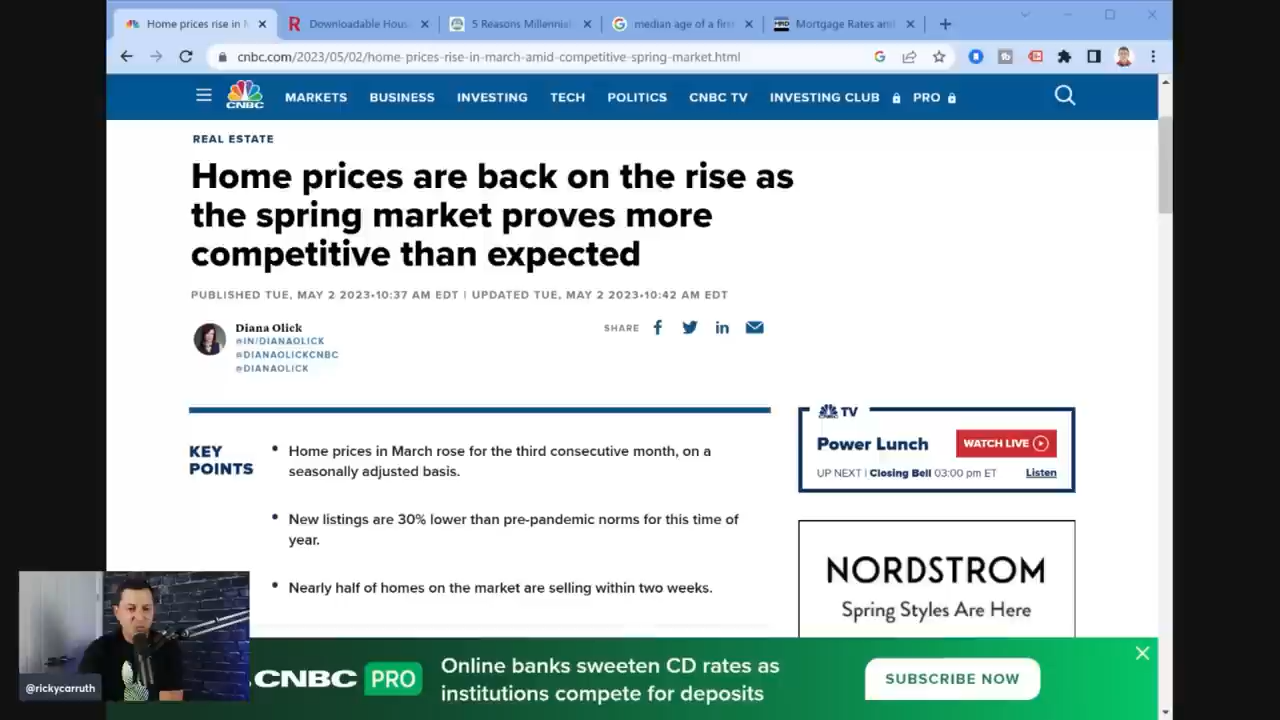 Home prices rise in M
Downloadable Hous
5 Reasons Millennial
median age of a first
Mortgage Rates and
cnbc.com/2023/05/02/home-prices-rise-in-march-amid-competitive-spring-market.html
CNBC
MARKETS BUSINESS INVESTING TECH POLITICS CNBC TV INVESTING CLUB PRO
REAL ESTATE
Home prices are back on the rise as
the spring market proves more
competitive than expected
PUBLISHED TUE, MAY 2 2023•10:37 AM EDT | UPDATED TUE, MAY 2 2023•10:42 AM EDT
Diana Olick
@IN/DIANAOLICK
@DIANAOLICKCNBC
@DIANAOLICK
SHARE
KEY
POINTS
• Home prices in March rose for the third consecutive month, on a
seasonally adjusted basis.
• New listings are 30% lower than pre-pandemic norms for this time of
year.
• Nearly half of homes on the market are selling within two weeks.
CNBC TV
Power Lunch
WATCH LIVE
UP NEXT | Closing Bell 03:00 pm ET
Listen
NORDSTROM
Spring Styles Are Here
@rickycarruth
CNBC PRO
Online banks sweeten CD rates as
institutions compete for deposits
SUBSCRIBE NOW